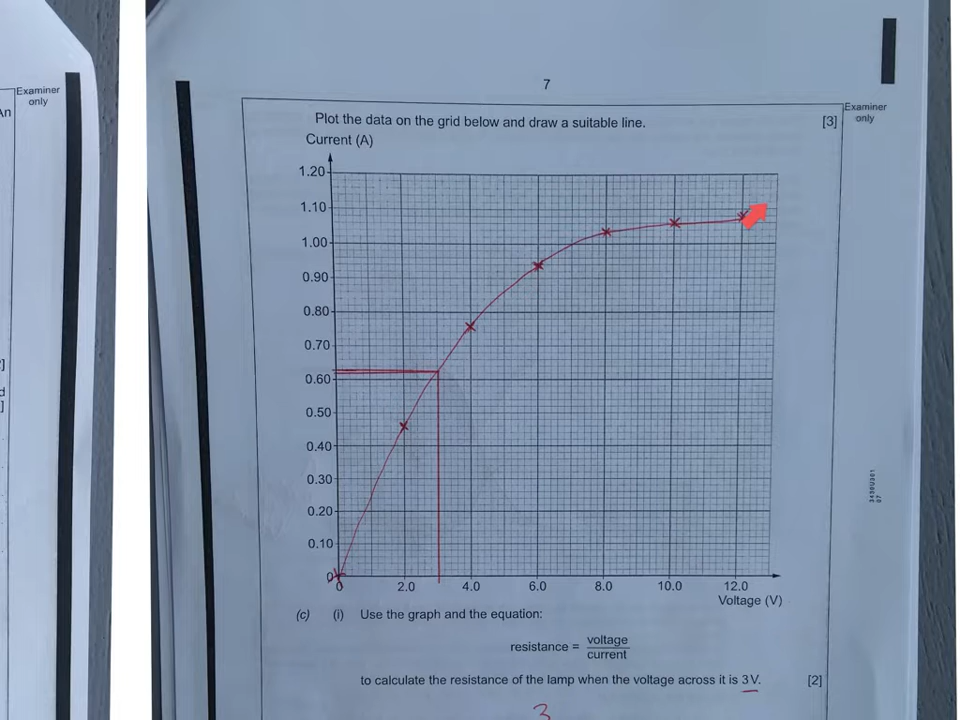 Examiner
only
An
]
d
]
7
Examiner
only
Plot the data on the grid below and draw a suitable line.
[3]
Current (A)
1.20
1.10
1.00
0.90
0.80
0.70
0.60
0.50
0.40
0.30
0.20
0.10
0
0 2.0 4.0 6.0 8.0 10.0 12.0
Voltage (V)
(c) (i) Use the graph and the equation:
resistance = voltage
current
to calculate the resistance of the lamp when the voltage across it is 3 V. [2]
3